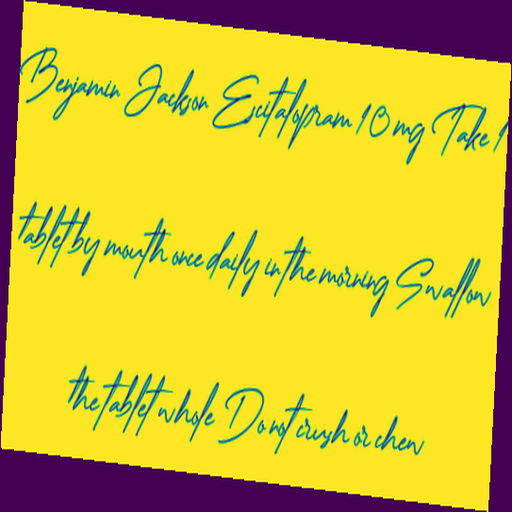 Benjamin Jackson Escitalopram 10 mg Take 1
tablet by mouth once daily in the morning Swallow
the tablet whole Do not crush or chew